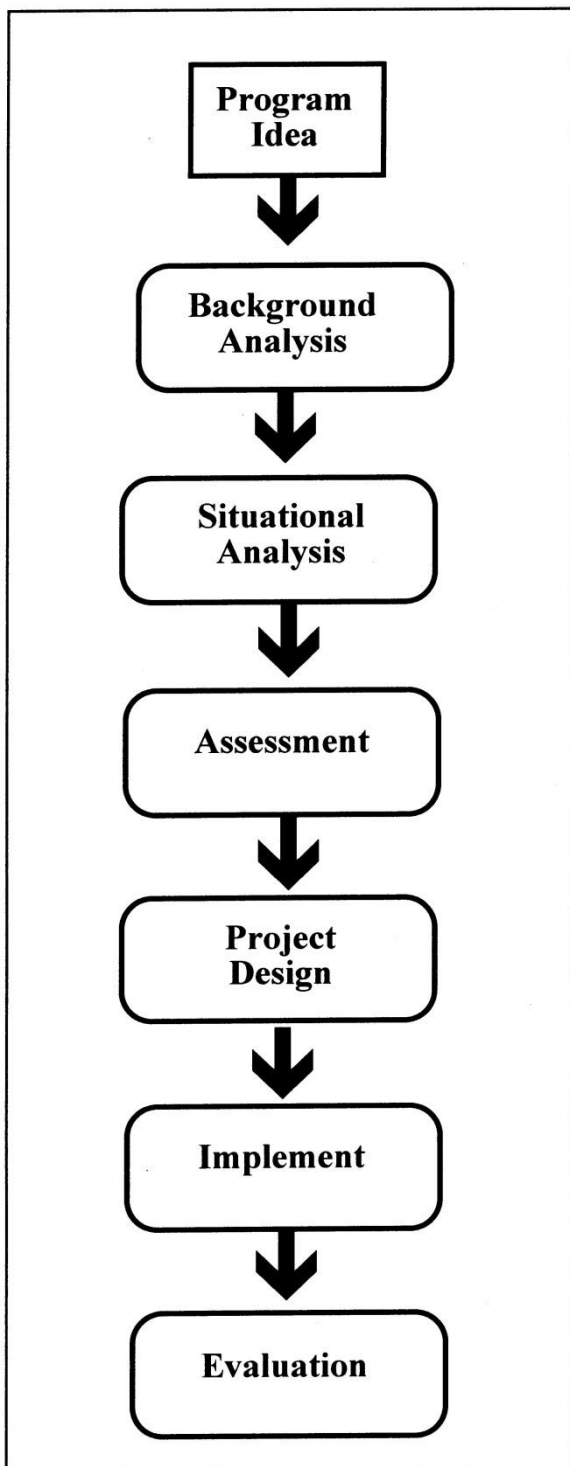 Program
Idea
Background
Analysis
Situational
Analysis
Assessment
Project
Design
Implement
Evaluation